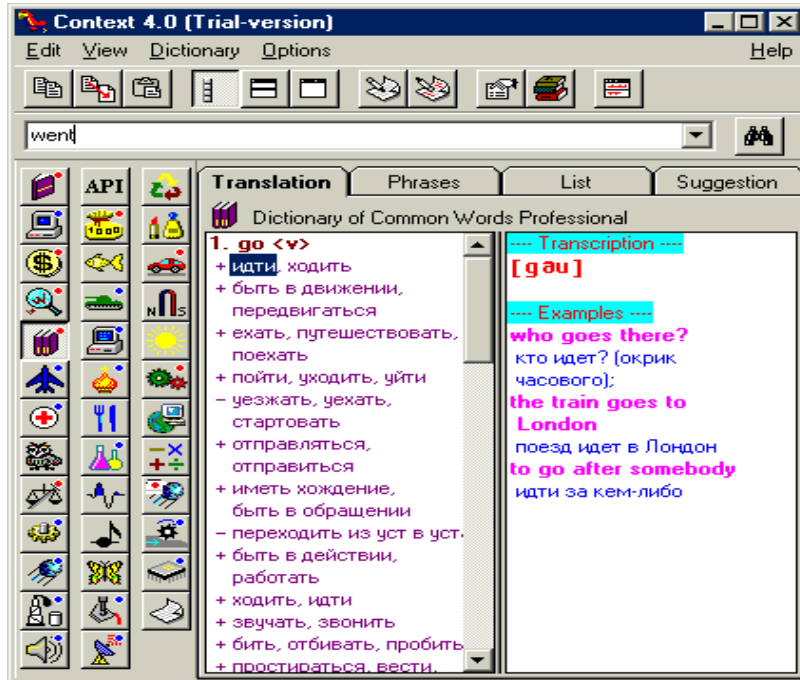 Context 4.0 (Trial-version)
Edit View Dictionary Options Help
went
API
1000
$
N S
Translation Phrases List Suggestion
Dictionary of Common Words Professional
1. go <v>
+ идти, ходить
+ быть в движении,
передвигаться
+ ехать, путешествовать,
поехать
+ пойти, уходить, уйти
– уезжать, уехать,
стартовать
+ отправляться,
отправиться
+ иметь хождение,
быть в обращении
– переходить из уст в уст
+ быть в действии,
работать
+ ходить, идти
+ звучать, звонить
+ бить, отбивать, пробить
+ простираться, вести,
---- Transcription ----
[gəu]
---- Examples ----
who goes there?
кто идет? (окрик
часового);
the train goes to
London
поезд идет в Лондон
to go after somebody
идти за кем-либо